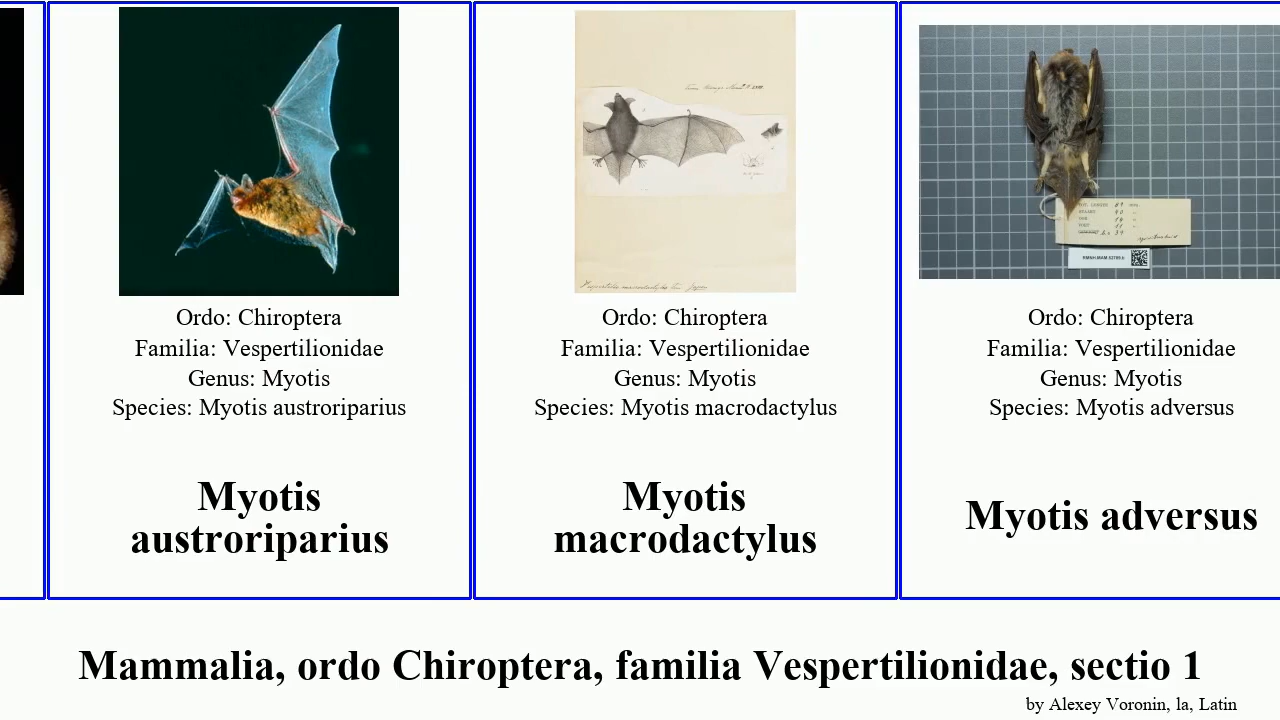 Ordo: Chiroptera
Familia: Vespertilionidae
Genus: Myotis
Species: Myotis austroriparius
Myotis
austroriparius
Ordo: Chiroptera
Familia: Vespertilionidae
Genus: Myotis
Species: Myotis macrodactylus
Myotis
macrodactylus
Ordo: Chiroptera
Familia: Vespertilionidae
Genus: Myotis
Species: Myotis adversus
Myotis adversus
Mammalia, ordo Chiroptera, familia Vespertilionidae, sectio 1
by Alexey Voronin, la, Latin